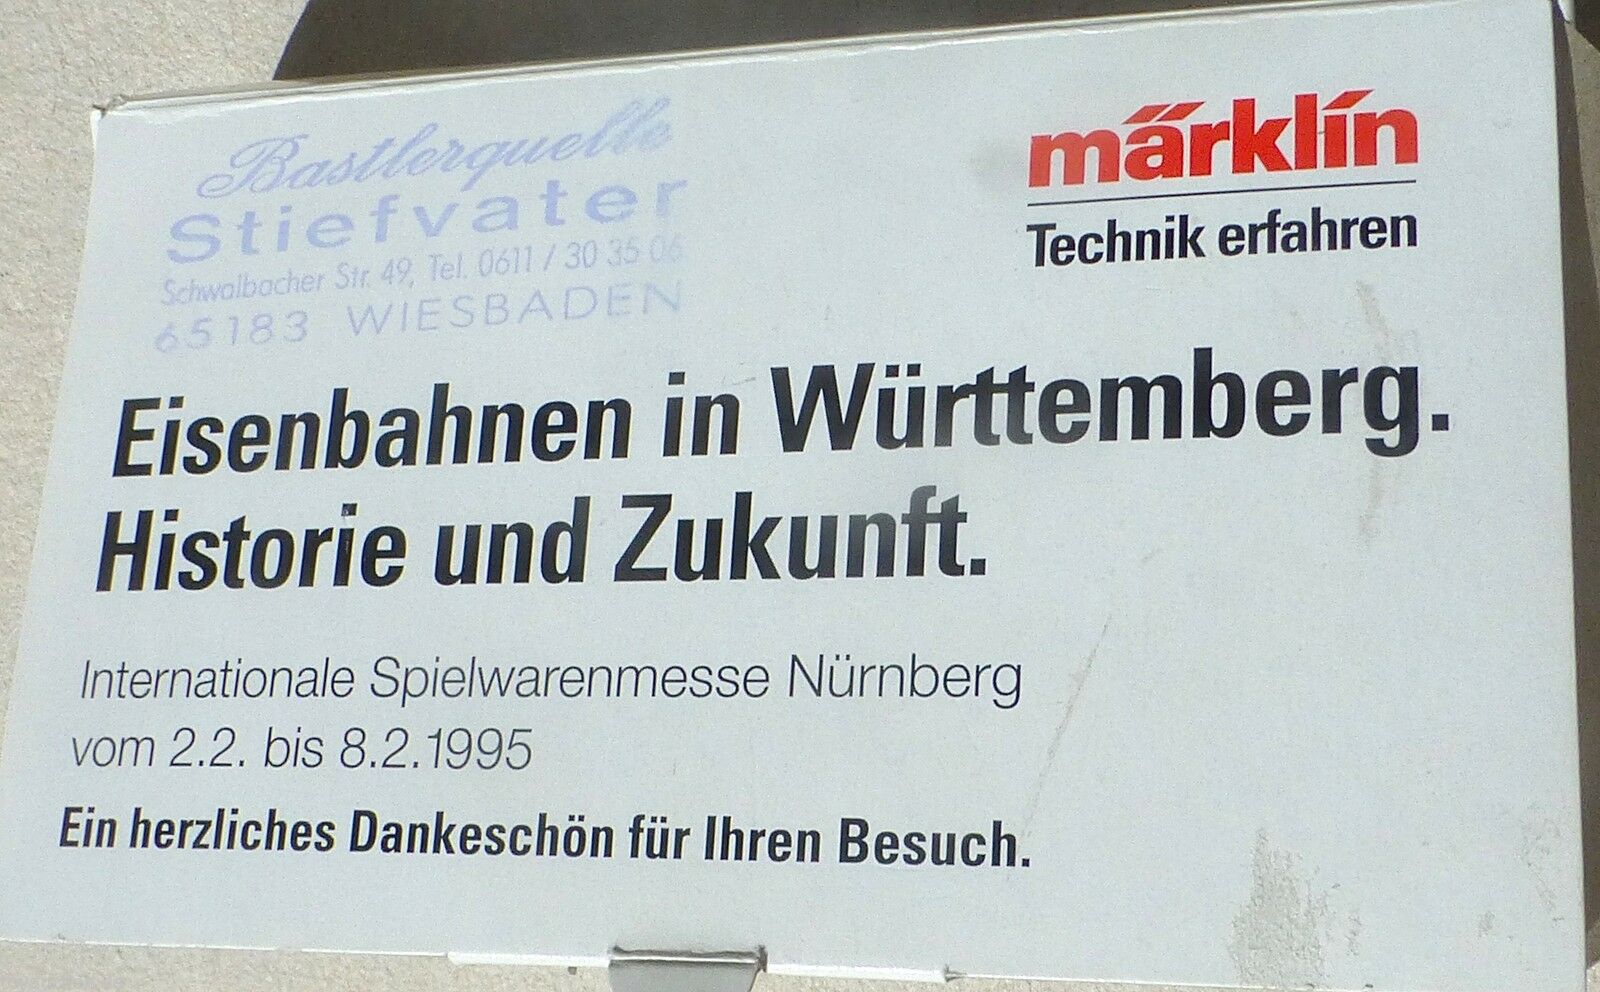 Bastlerquelle
Stiefvater
Schwalbacher Str. 49, Tel. 0611 / 30 35 06
65183 WIESBADEN
märklin
Technik erfahren
Eisenbahnen in Württemberg.
Historie und Zukunft.
Internationale Spielwarenmesse Nürnberg
vom 2.2. bis 8.2.1995
Ein herzliches Dankeschön für Ihren Besuch.